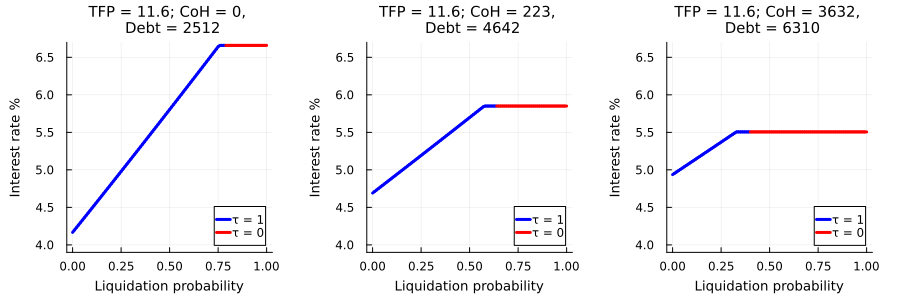 TFP = 11.6; CoH = 0,
Debt = 2512
6.5
6.0
5.5
5.0
4.5
4.0
Interest rate %
τ = 1
τ = 0
0.00 0.25 0.50 0.75 1.00
Liquidation probability
TFP = 11.6; CoH = 223,
Debt = 4642
6.5
6.0
5.5
5.0
4.5
4.0
Interest rate %
τ = 1
τ = 0
0.00 0.25 0.50 0.75 1.00
Liquidation probability
TFP = 11.6; CoH = 3632,
Debt = 6310
6.5
6.0
5.5
5.0
4.5
4.0
Interest rate %
τ = 1
τ = 0
0.00 0.25 0.50 0.75 1.00
Liquidation probability